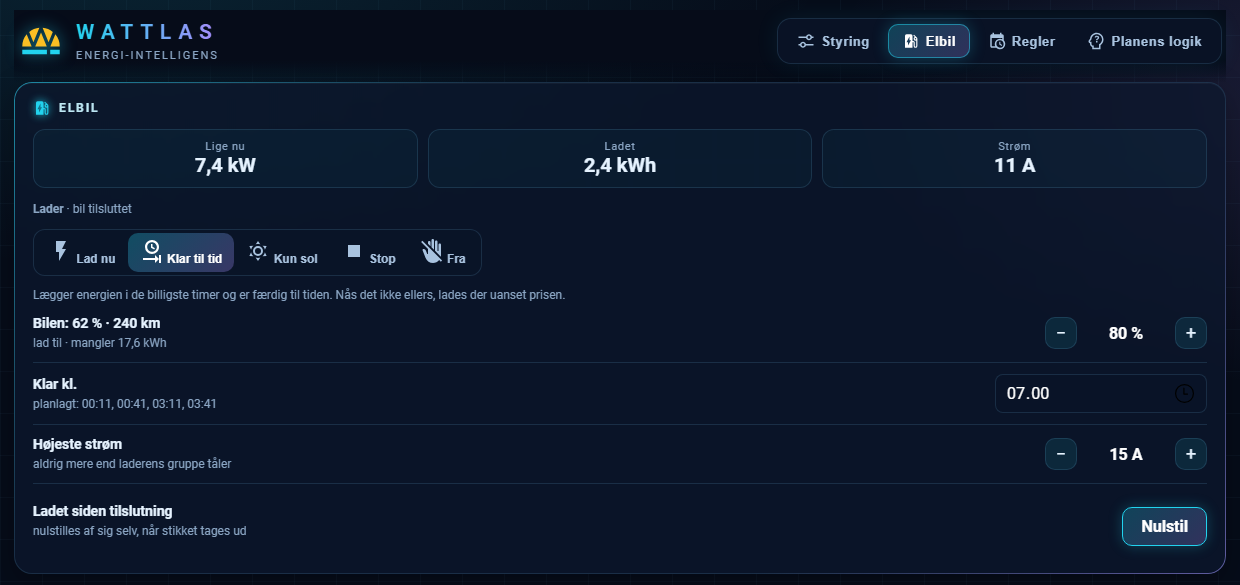 WATTLAS
ENERGI-INTELLIGENS
Styring
Elbil
Regler
Planens logik
ELBIL
Lige nu
7,4 kW
Ladet
2,4 kWh
Strøm
11 A
Lader · bil tilsluttet
Lad nu
Klar til tid
Kun sol
Stop
Fra
Lægger energien i de billigste timer og er færdig til tiden. Nås det ikke ellers, lades der uanset prisen.
Bilen: 62 % · 240 km
lad til · mangler 17,6 kWh
− 80 % +
Klar kl.
planlagt: 00:11, 00:41, 03:11, 03:41
07.00
Højeste strøm
aldrig mere end laderens gruppe tåler
− 15 A +
Ladet siden tilslutning
nulstilles af sig selv, når stikket tages ud
Nulstil